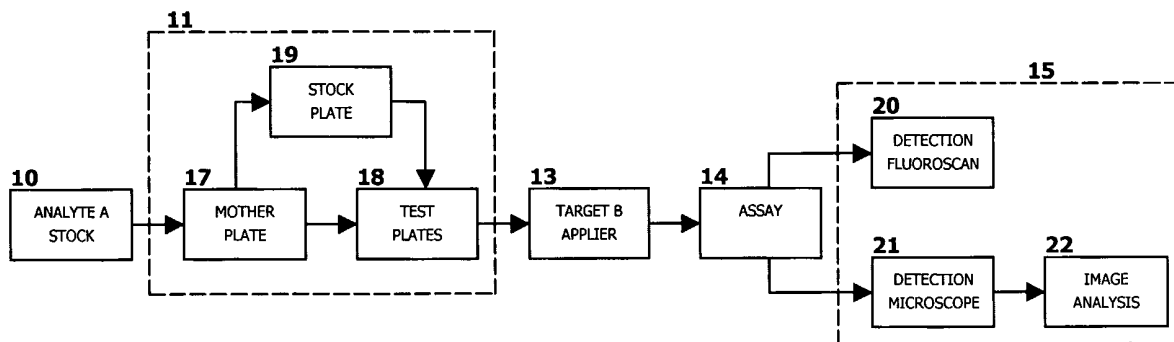 11
19
STOCK
PLATE
15
20
DETECTION
FLUOROSCAN
10
ANALYTE A
STOCK
17
MOTHER
PLATE
18
TEST
PLATES
13
TARGET B
APPLIER
14
ASSAY
21
DETECTION
MICROSCOPE
22
IMAGE
ANALYSIS